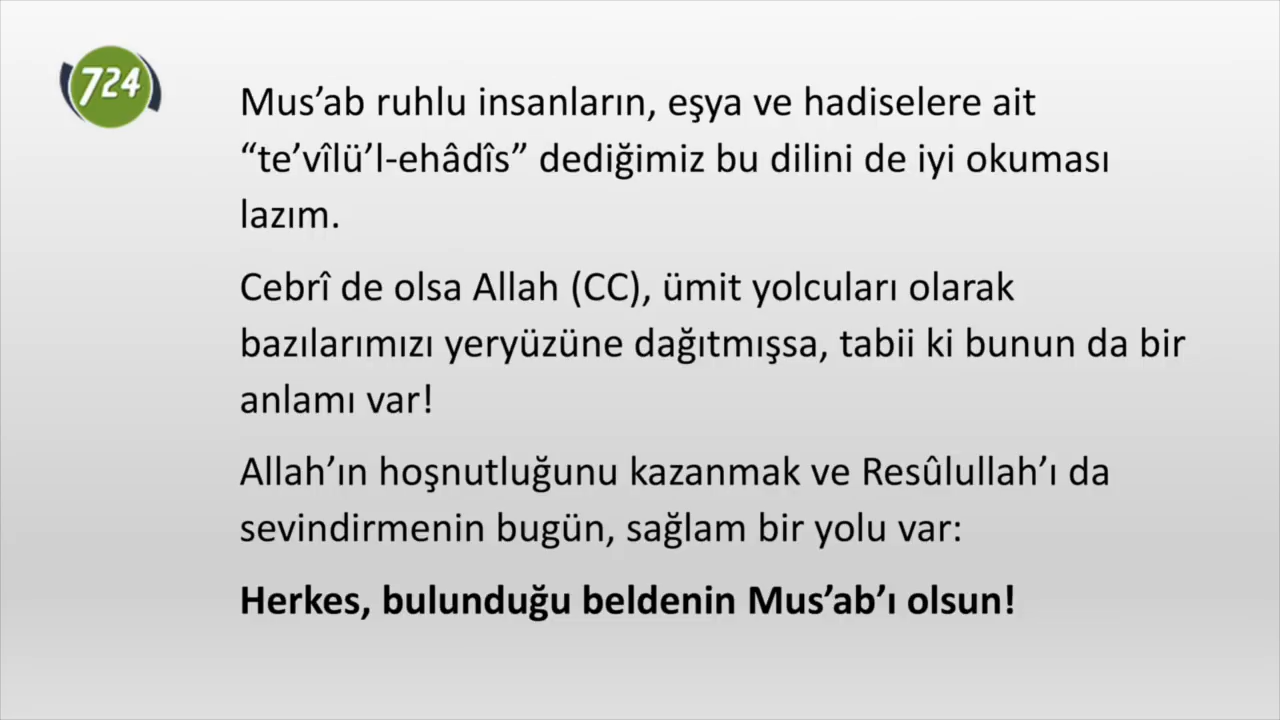 724
Mus’ab ruhlu insanların, eşya ve hadiselere ait
“te’vîlü’l-ehâdîs” dediğimiz bu dilini de iyi okuması
lazım.
Cebrî de olsa Allah (CC), ümit yolcuları olarak
bazılarımızı yeryüzüne dağıtmışsa, tabii ki bunun da bir
anlamı var!
Allah’ın hoşnutluğunu kazanmak ve Resûlullah’ı da
sevindirmenin bugün, sağlam bir yolu var:
Herkes, bulunduğu beldenin Mus’ab’ı olsun!